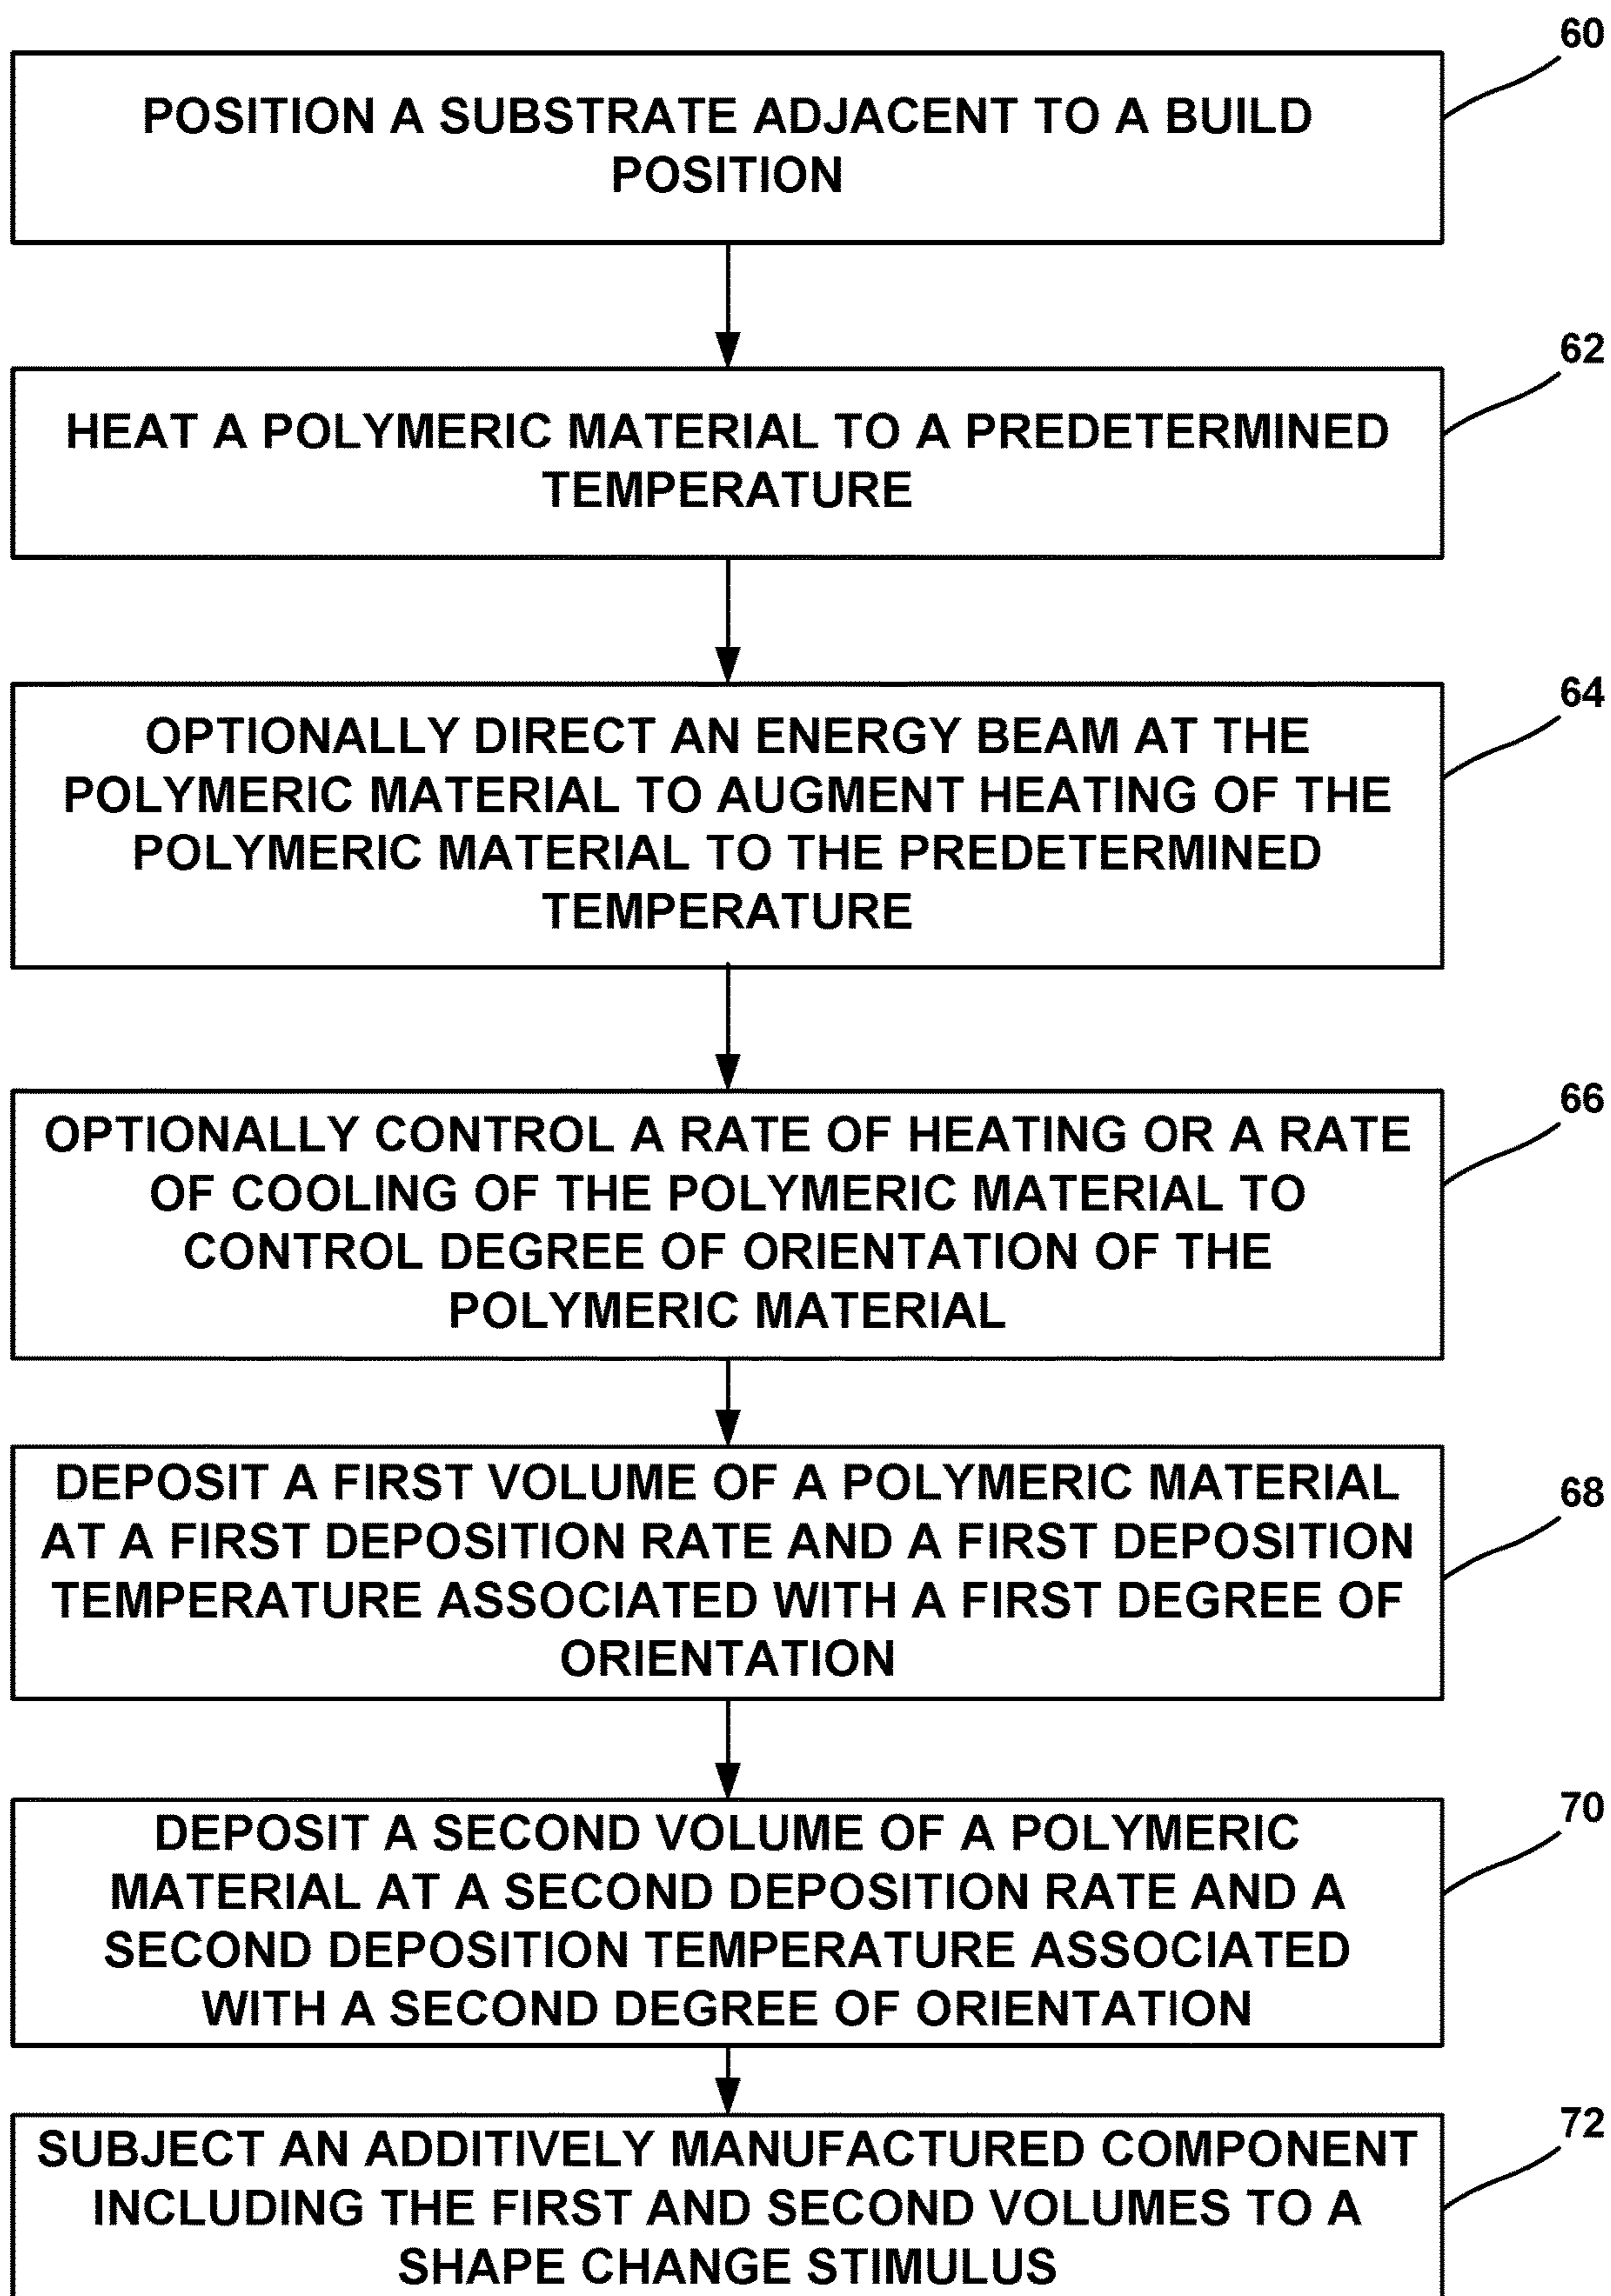 60
POSITION A SUBSTRATE ADJACENT TO A BUILD
POSITION
62
HEAT A POLYMERIC MATERIAL TO A PREDETERMINED
TEMPERATURE
64
OPTIONALLY DIRECT AN ENERGY BEAM AT THE
POLYMERIC MATERIAL TO AUGMENT HEATING OF THE
POLYMERIC MATERIAL TO THE PREDETERMINED
TEMPERATURE
66
OPTIONALLY CONTROL A RATE OF HEATING OR A RATE
OF COOLING OF THE POLYMERIC MATERIAL TO
CONTROL DEGREE OF ORIENTATION OF THE
POLYMERIC MATERIAL
68
DEPOSIT A FIRST VOLUME OF A POLYMERIC MATERIAL
AT A FIRST DEPOSITION RATE AND A FIRST DEPOSITION
TEMPERATURE ASSOCIATED WITH A FIRST DEGREE OF
ORIENTATION
70
DEPOSIT A SECOND VOLUME OF A POLYMERIC
MATERIAL AT A SECOND DEPOSITION RATE AND A
SECOND DEPOSITION TEMPERATURE ASSOCIATED
WITH A SECOND DEGREE OF ORIENTATION
72
SUBJECT AN ADDITIVELY MANUFACTURED COMPONENT
INCLUDING THE FIRST AND SECOND VOLUMES TO A
SHAPE CHANGE STIMULUS